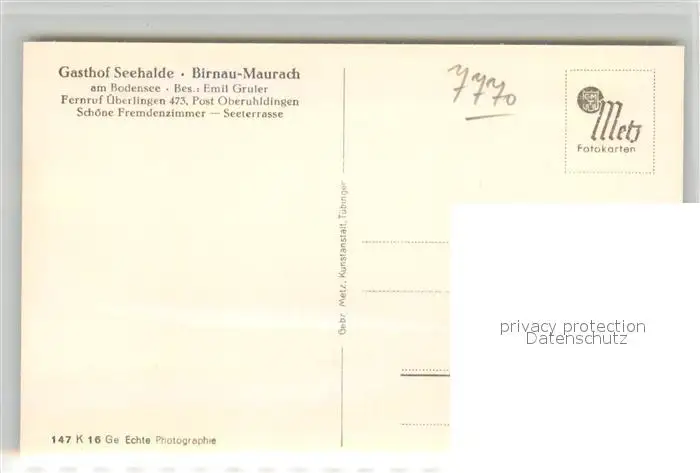 Gasthof Seehalde · Birnau-Maurach
am Bodensee · Bes.: Emil Gruler
Fernruf Überlingen 473, Post Oberuhldingen
Schöne Fremdenzimmer — Seeterrasse
7770
Metz
Fotokarten
Gebr. Metz, Kunstanstalt, Tübingen
privacy protection
Datenschutz
147 K 16 Ge Echte Photographie